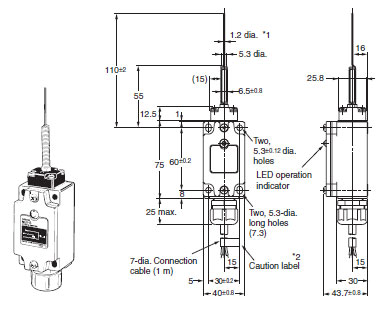 1.2 dia. *1
5.3 dia.
16
110±2
(15)
25.8
55
6.5±0.8
12.5
1
Two,
5.3±0.12 dia.
holes
75
60±0.2
LED operation
indicator
8
25 max.
Two, 5.3-dia.
long holes
(7.3)
7-dia. Connection
cable (1 m)
*2
Caution label
15
15
5
30±0.2
30
40±0.8
43.7±0.8